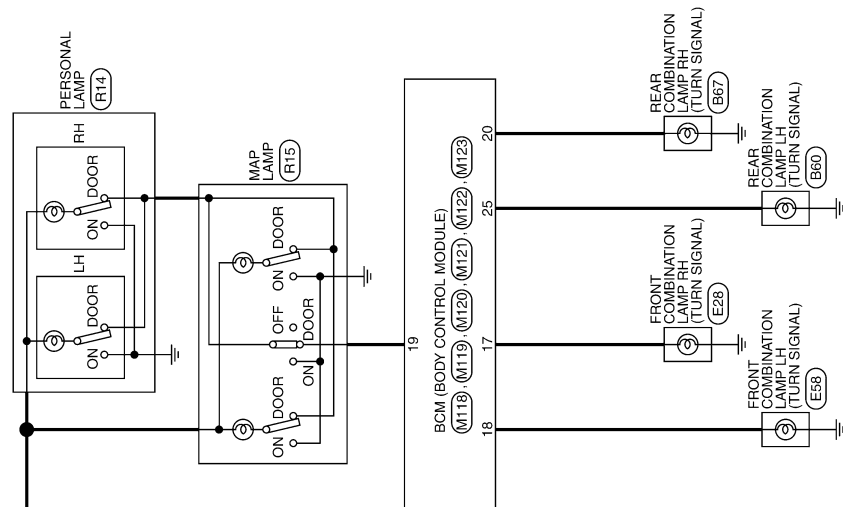 PERSONAL
LAMP
R14
RH
DOOR
ON
LH
DOOR
ON
MAP
LAMP
R15
DOOR
ON
OFF
DOOR
ON
DOOR
ON
19
BCM (BODY CONTROL MODULE)
M118 , M119 , M120 , M121 , M122 , M123
20
25
17
18
REAR
COMBINATION
LAMP RH
(TURN SIGNAL)
B67
REAR
COMBINATION
LAMP LH
(TURN SIGNAL)
B60
FRONT
COMBINATION
LAMP RH
(TURN SIGNAL)
E28
FRONT
COMBINATION
LAMP LH
(TURN SIGNAL)
E58